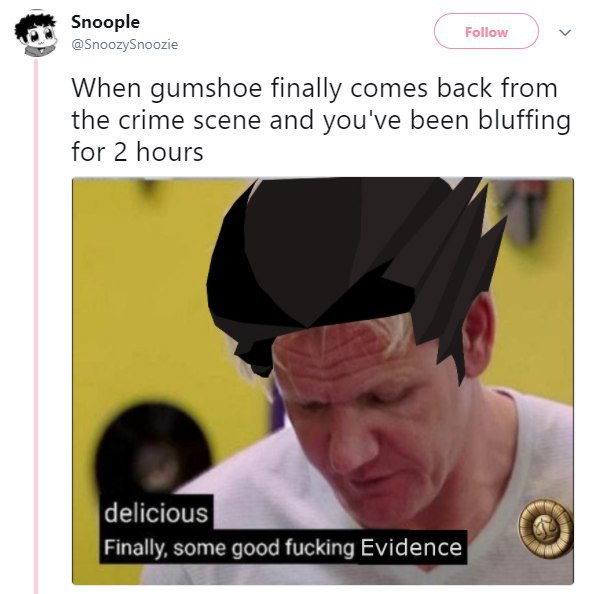 Snoople
@SnoozySnoozie
Follow
When gumshoe finally comes back from
the crime scene and you've been bluffing
for 2 hours
delicious
Finally, some good fucking Evidence